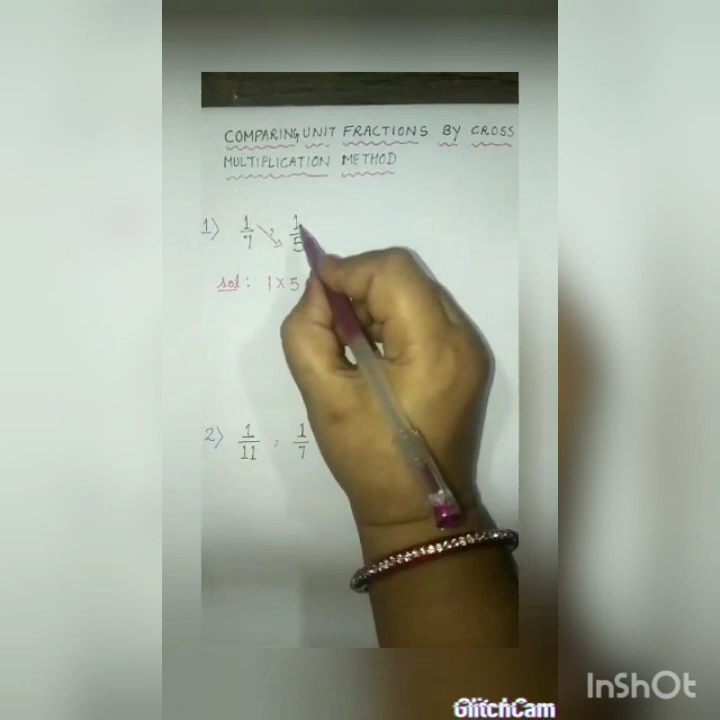 COMPARING UNIT FRACTIONS BY CROSS
MULTIPLICATION METHOD
1) 1/7 , 1/5
sol : 1 × 5
2) 1/11 , 1/7
InShOt
GlitchCam